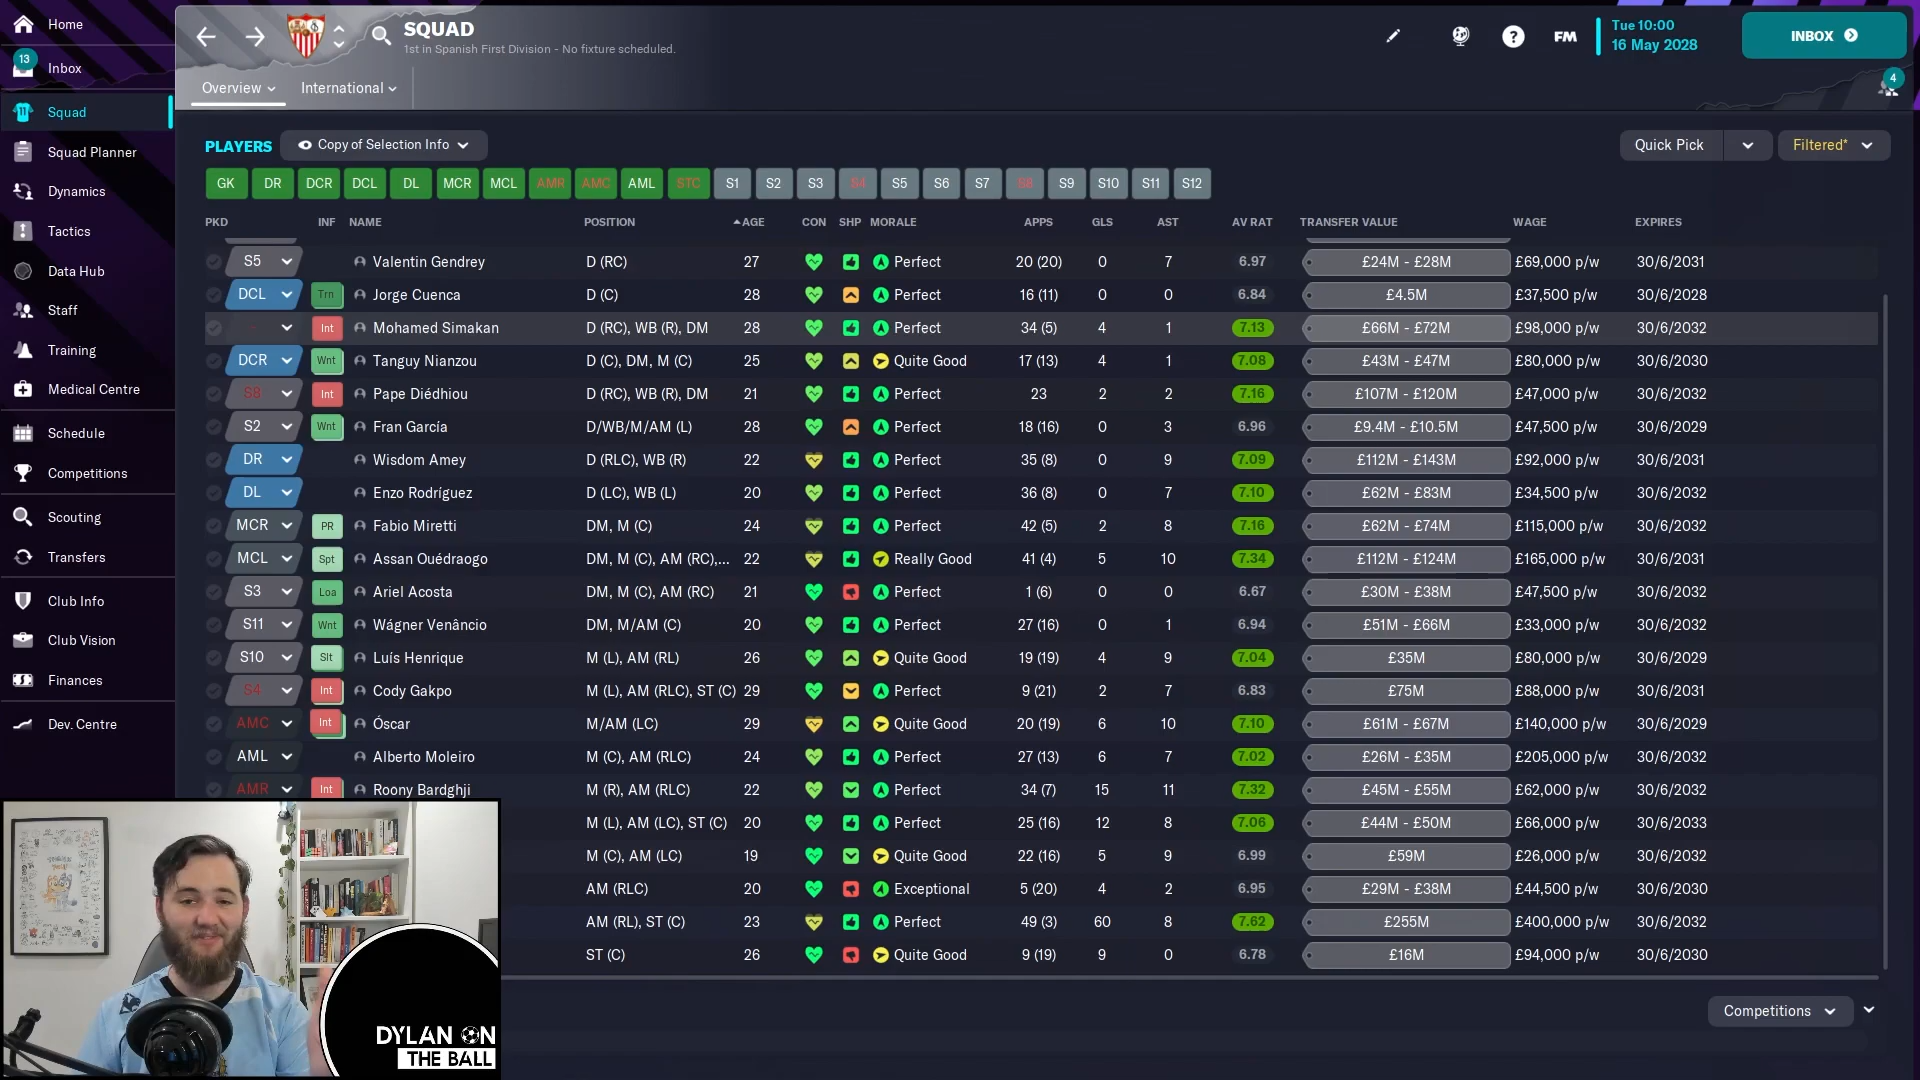 Home
13
Inbox
Squad
Squad Planner
Dynamics
Tactics
Data Hub
Staff
Training
Medical Centre
Schedule
Competitions
Scouting
Transfers
Club Info
Club Vision
Finances
Dev. Centre
SQUAD
1st in Spanish First Division - No fixture scheduled.
Overview
International
FM
Tue 10:00
16 May 2028
INBOX
4
PLAYERS
Copy of Selection Info
Quick Pick
Filtered*
GK DR DCR DCL DL MCR MCL AMR AMC AML STC S1 S2 S3 S4 S5 S6 S7 S8 S9 S10 S11 S12
PKD INF NAME POSITION AGE CON SHP MORALE APPS GLS AST AV RAT TRANSFER VALUE WAGE EXPIRES
S5 Valentin Gendrey D (RC) 27 Perfect 20 (20) 0 7 6.97 £24M - £28M £69,000 p/w 30/6/2031
DCL Trn Jorge Cuenca D (C) 28 Perfect 16 (11) 0 0 6.84 £4.5M £37,500 p/w 30/6/2028
- Int Mohamed Simakan D (RC), WB (R), DM 28 Perfect 34 (5) 4 1 7.13 £66M - £72M £98,000 p/w 30/6/2032
DCR Wnt Tanguy Nianzou D (C), DM, M (C) 25 Quite Good 17 (13) 4 1 7.08 £43M - £47M £80,000 p/w 30/6/2030
S8 Int Pape Diédhiou D (RC), WB (R), DM 21 Perfect 23 2 2 7.16 £107M - £120M £47,000 p/w 30/6/2032
S2 Wnt Fran García D/WB/M/AM (L) 28 Perfect 18 (16) 0 3 6.96 £9.4M - £10.5M £47,500 p/w 30/6/2029
DR Wisdom Amey D (RLC), WB (R) 22 Perfect 35 (8) 0 9 7.09 £112M - £143M £92,000 p/w 30/6/2031
DL Enzo Rodríguez D (LC), WB (L) 20 Perfect 36 (8) 0 7 7.10 £62M - £83M £34,500 p/w 30/6/2032
MCR PR Fabio Miretti DM, M (C) 24 Perfect 42 (5) 2 8 7.16 £62M - £74M £115,000 p/w 30/6/2032
MCL Spt Assan Ouédraogo DM, M (C), AM (RC),... 22 Really Good 41 (4) 5 10 7.34 £112M - £124M £165,000 p/w 30/6/2031
S3 Loa Ariel Acosta DM, M (C), AM (RC) 21 Perfect 1 (6) 0 0 6.67 £30M - £38M £47,500 p/w 30/6/2032
S11 Wnt Wágner Venâncio DM, M/AM (C) 20 Perfect 27 (16) 0 1 6.94 £51M - £66M £33,000 p/w 30/6/2032
S10 Slt Luís Henrique M (L), AM (RL) 26 Quite Good 19 (19) 4 9 7.04 £35M £80,000 p/w 30/6/2029
S4 Int Cody Gakpo M (L), AM (RLC), ST (C) 29 Perfect 9 (21) 2 7 6.83 £75M £88,000 p/w 30/6/2031
AMC Int Óscar M/AM (LC) 29 Quite Good 20 (19) 6 10 7.10 £61M - £67M £140,000 p/w 30/6/2029
AML Alberto Moleiro M (C), AM (RLC) 24 Perfect 27 (13) 6 7 7.02 £26M - £35M £205,000 p/w 30/6/2032
AMR Int Roony Bardghji M (R), AM (RLC) 22 Perfect 34 (7) 15 11 7.32 £45M - £55M £62,000 p/w 30/6/2032
M (L), AM (LC), ST (C) 20 Perfect 25 (16) 12 8 7.06 £44M - £50M £66,000 p/w 30/6/2033
M (C), AM (LC) 19 Quite Good 22 (16) 5 9 6.99 £59M £26,000 p/w 30/6/2032
AM (RLC) 20 Exceptional 5 (20) 4 2 6.95 £29M - £38M £44,500 p/w 30/6/2030
AM (RL), ST (C) 23 Perfect 49 (3) 60 8 7.62 £255M £400,000 p/w 30/6/2032
ST (C) 26 Quite Good 9 (19) 9 0 6.78 £16M £94,000 p/w 30/6/2030
Competitions
DYLAN ON
THE BALL